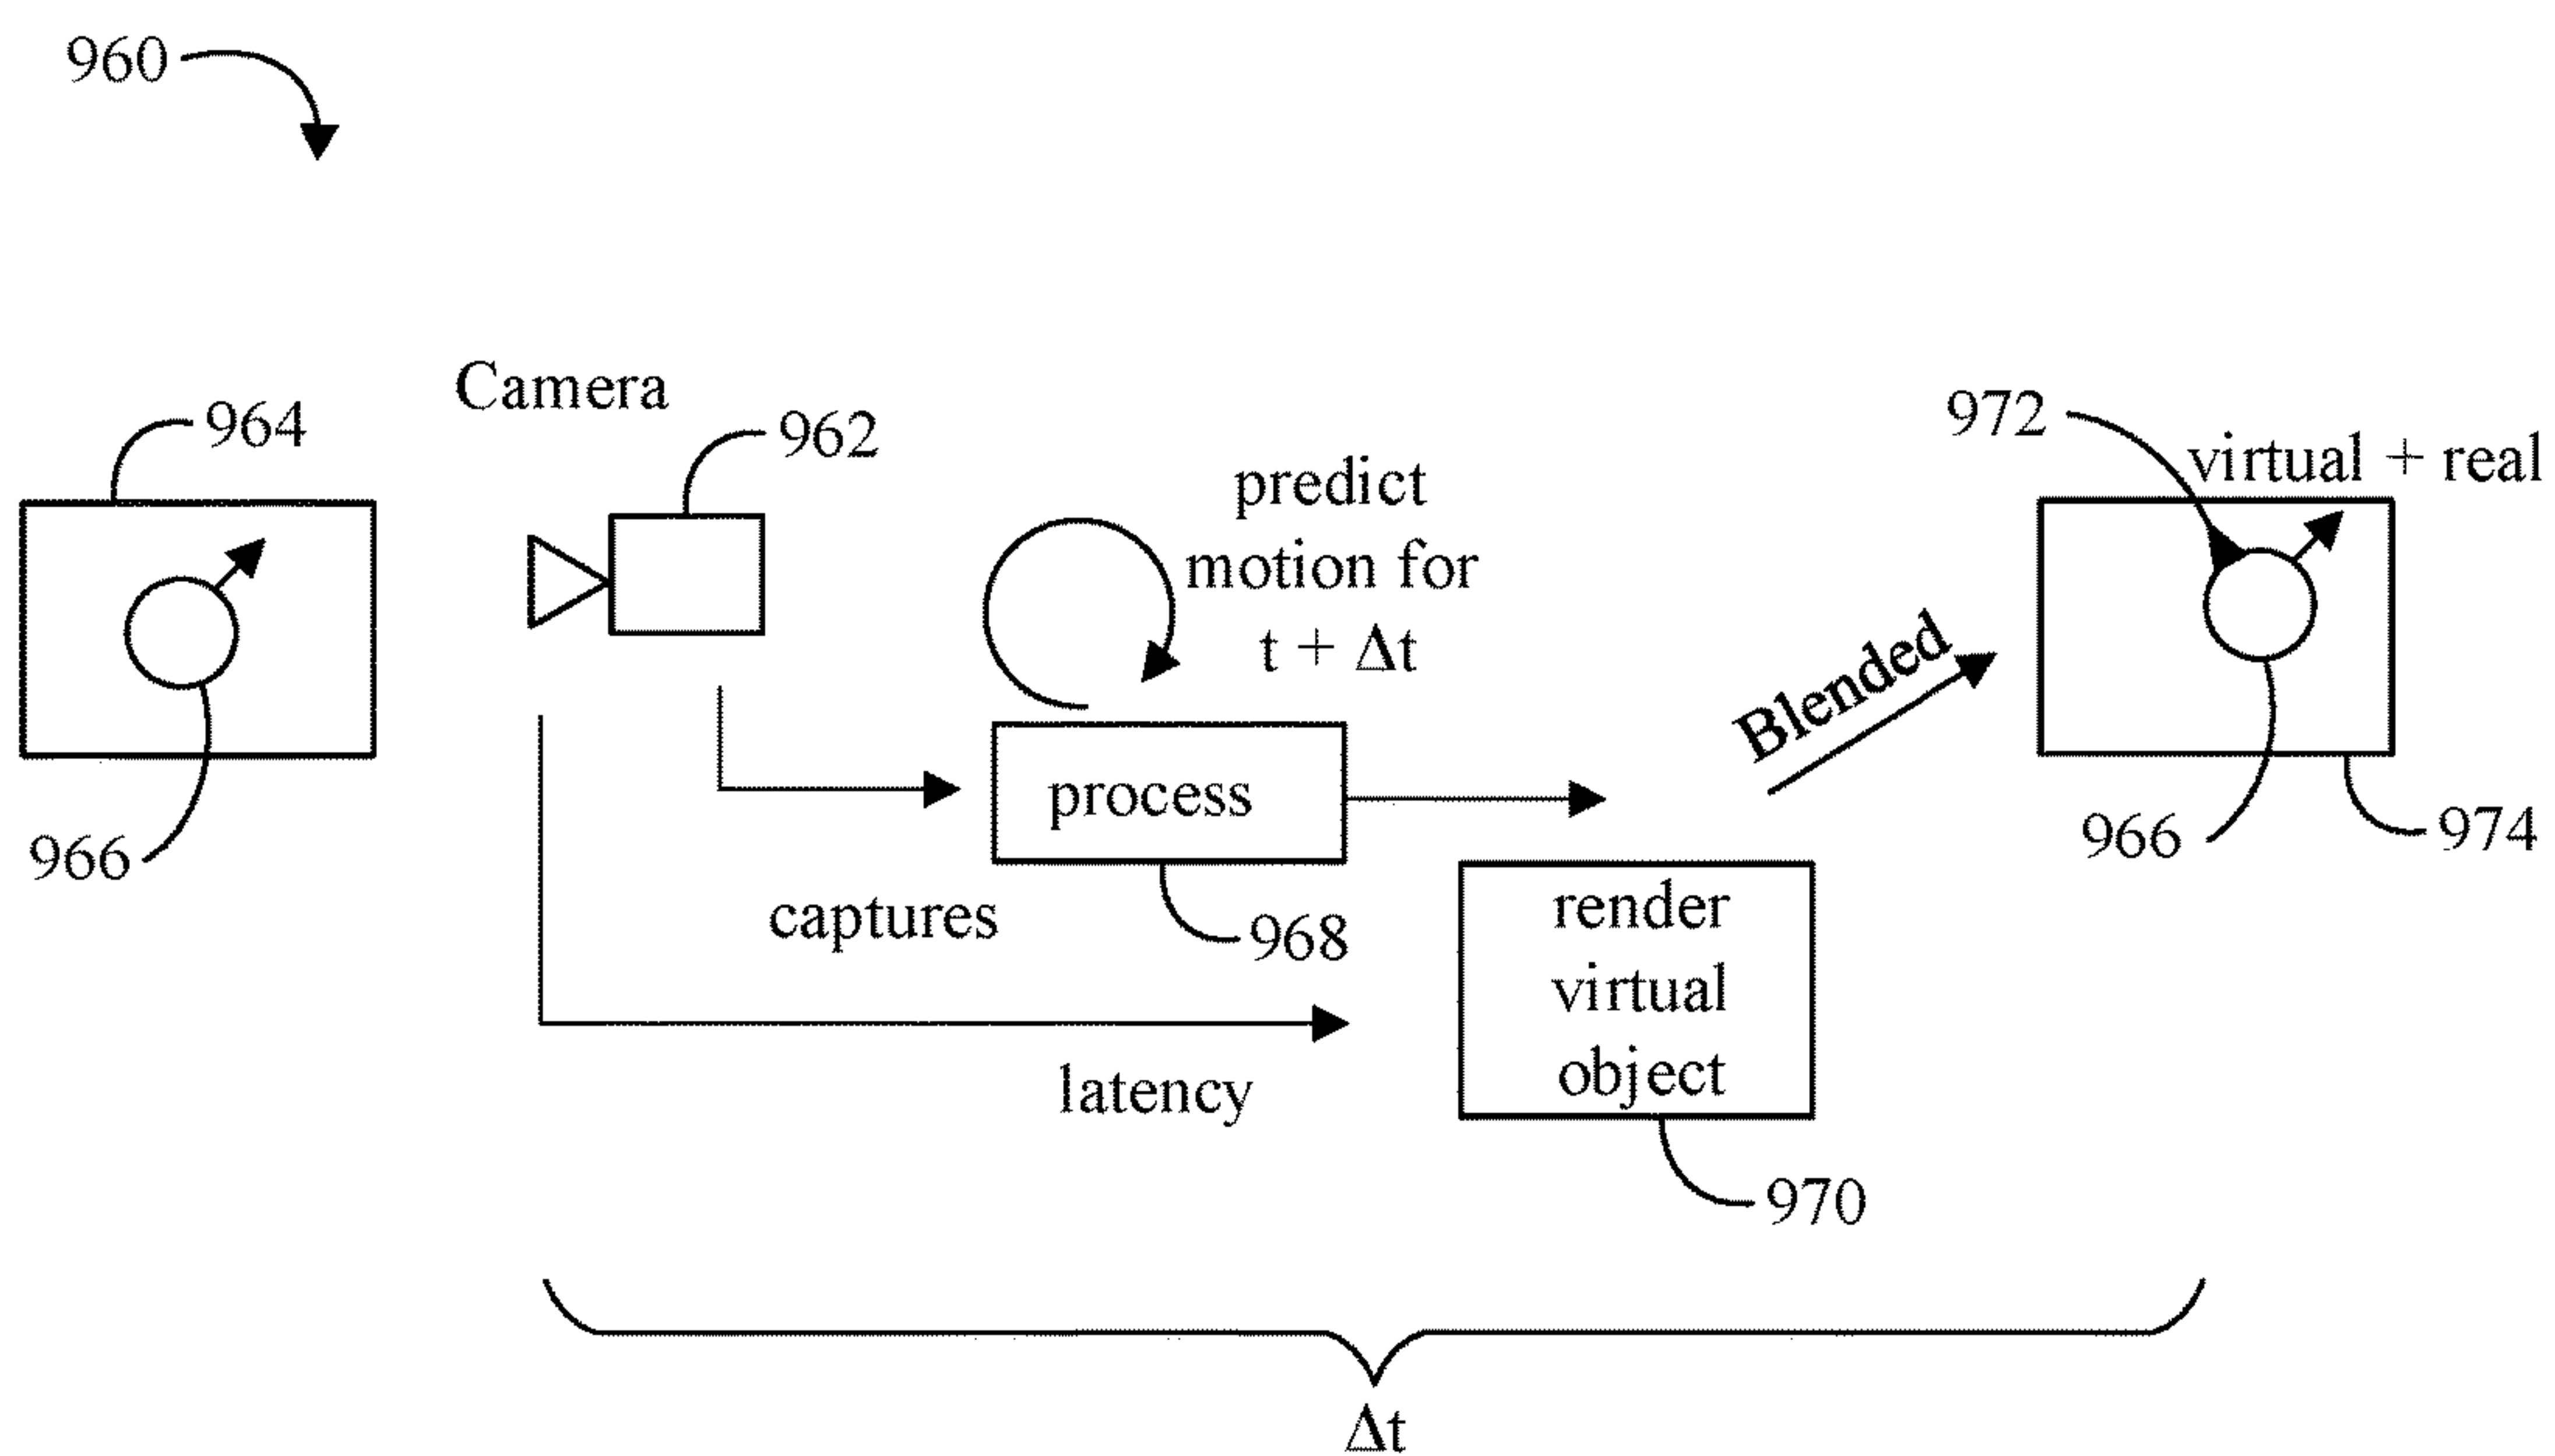 960
Camera
964
962
972
virtual + real
predict
motion for
t + Δt
Blended
process
966
966
974
captures
968
render
virtual
object
latency
970
Δt